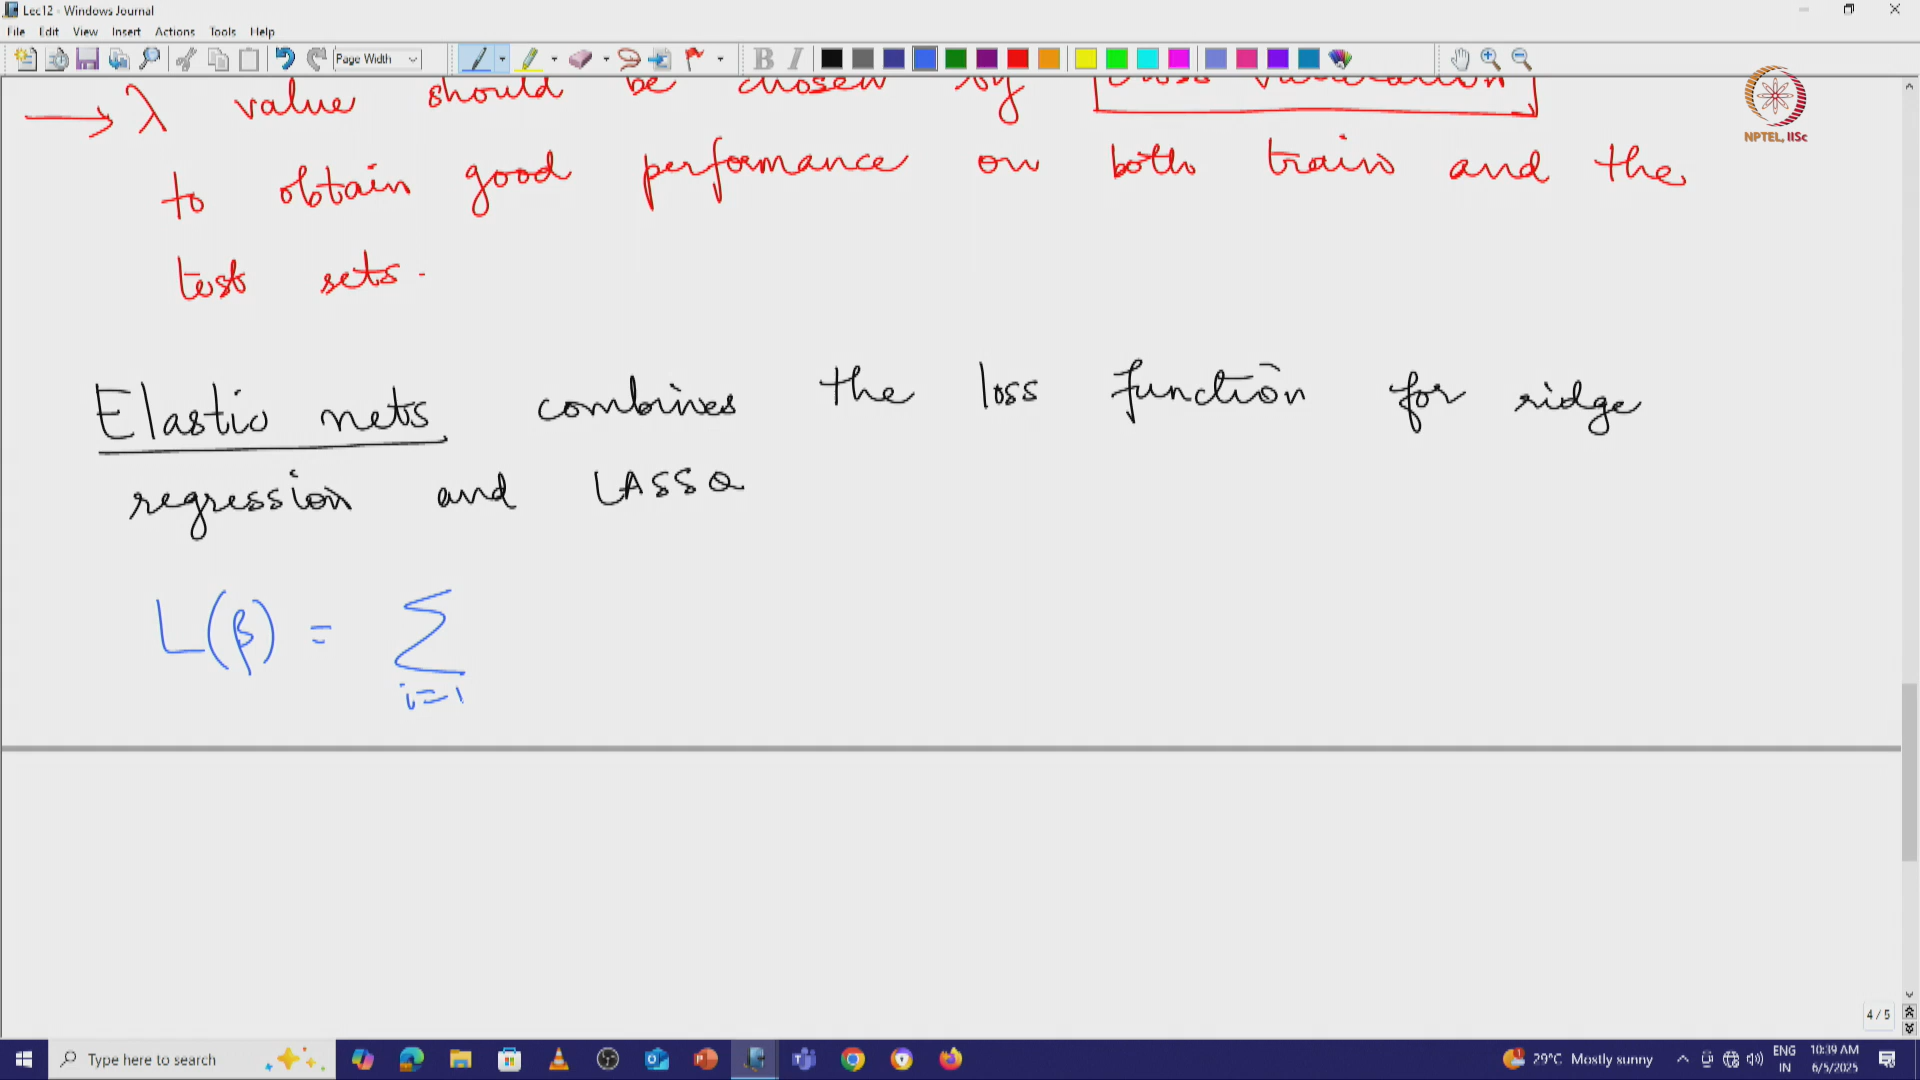 Lec12 - Windows Journal
File Edit View Insert Actions Tools Help
Page Width
→ λ value should be chosen by
to obtain good performance on both train and the
test sets.
NPTEL, IISc
Elastic nets combines the loss function for ridge
regression and LASSO
L(β) = Σ
i=1
4 / 5
Type here to search
29°C Mostly sunny
ENG
IN
10:39 AM
6/5/2025